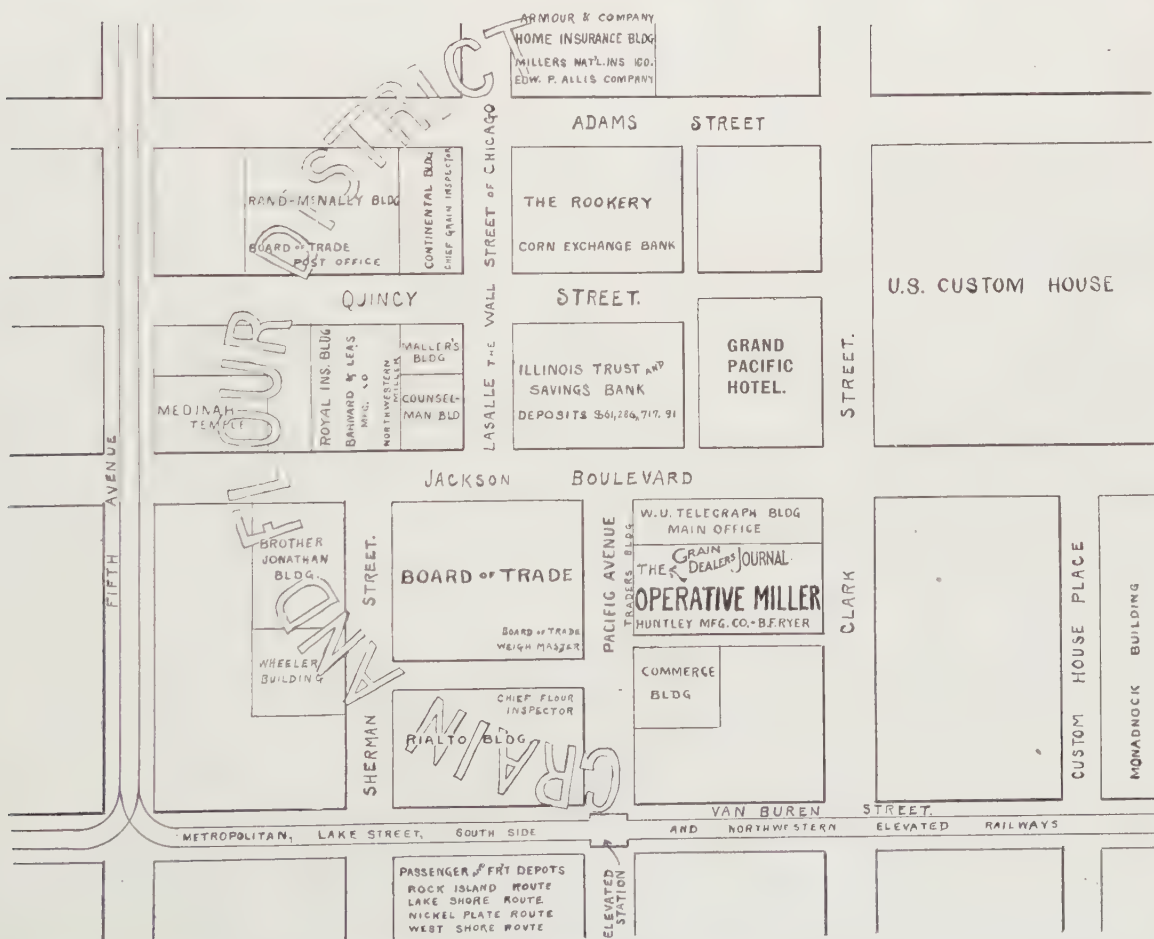 ARMOUR & COMPANY
HOME INSURANCE BLDG
MILLERS NAT'L. INS CO.
EDW. P. ALLIS COMPANY
ADAMS STREET
RAND-McNALLY BLDG
BOARD OF TRADE
POST OFFICE
CONTINENTAL BLDG
CHIEF GRAIN INSPECTOR
LASALLE THE WALL STREET OF CHICAGO
THE ROOKERY
CORN EXCHANGE BANK
U.S. CUSTOM HOUSE
QUINCY STREET.
MEDINAH
TEMPLE
ROYAL INS. BLDG
BARNARD & LEAS
MFG. CO
NORTHWESTERN
MILLER
MALLER'S
BLDG
COUNSEL-
MAN BLD
ILLINOIS TRUST AND
SAVINGS BANK
DEPOSITS $61,286,717.91
GRAND
PACIFIC
HOTEL.
JACKSON BOULEVARD
FIFTH AVENUE
BROTHER
JONATHAN
BLDG.
WHEELER
BUILDING
SHERMAN STREET.
BOARD OF TRADE
BOARD OF TRADE
WEIGH MASTER
PACIFIC AVENUE
TRADERS BLDG
W.U. TELEGRAPH BLDG
MAIN OFFICE
THE GRAIN DEALERS JOURNAL
OPERATIVE MILLER
HUNTLEY MFG. CO. - B.F. RYER
CLARK STREET.
CUSTOM HOUSE PLACE
MONADNOCK BUILDING
COMMERCE
BLDG
CHIEF FLOUR
INSPECTOR
RIALTO BLDG
GRAIN AND FLOUR DISTRICT
VAN BUREN STREET.
METROPOLITAN, LAKE STREET, SOUTH SIDE AND NORTHWESTERN ELEVATED RAILWAYS
ELEVATED
STATION
PASSENGER and FR'T DEPOTS
ROCK ISLAND ROUTE
LAKE SHORE ROUTE
NICKEL PLATE ROUTE
WEST SHORE ROUTE